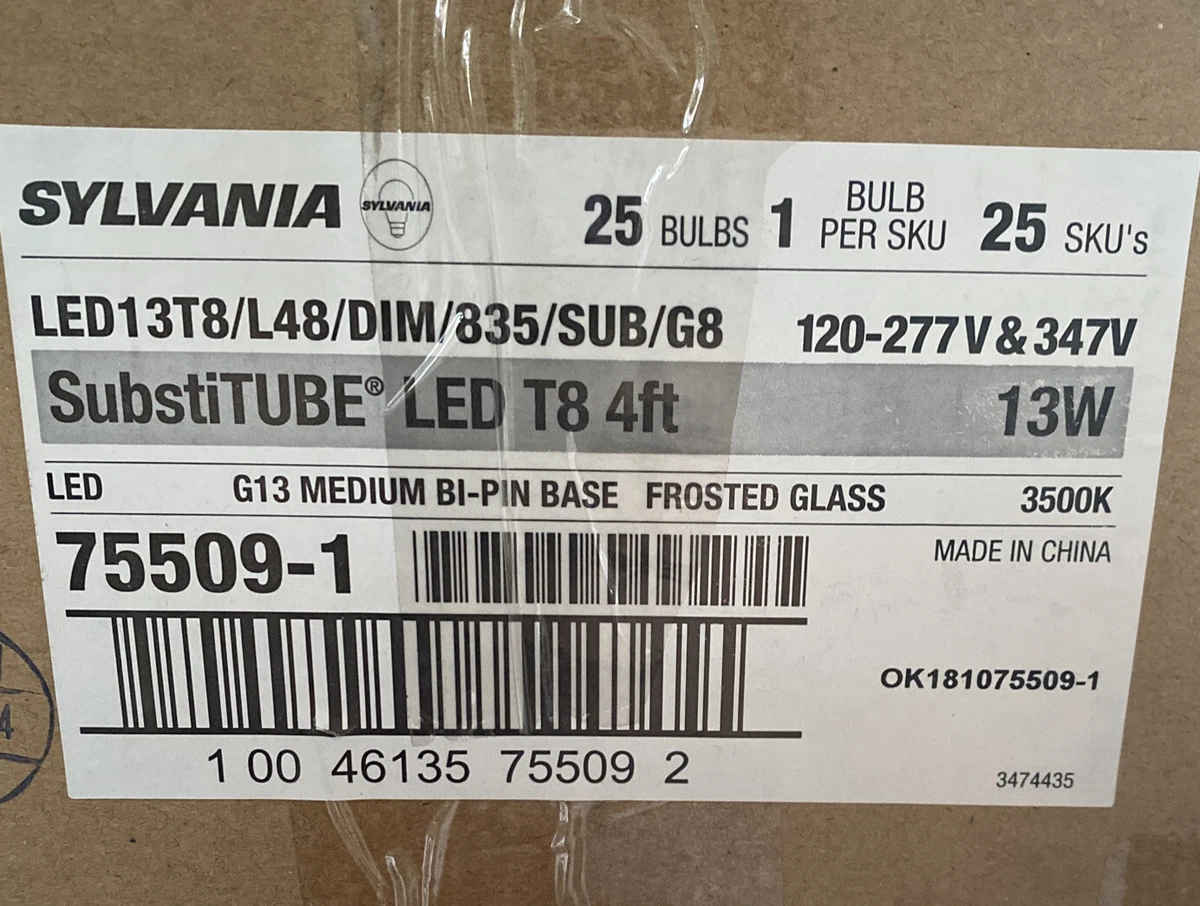 SYLVANIA SYLVANIA 25 BULBS 1 BULB PER SKU 25 SKU's
LED13T8/L48/DIM/835/SUB/G8 120-277V & 347V
SubstiTUBE® LED T8 4ft 13W
LED G13 MEDIUM BI-PIN BASE FROSTED GLASS 3500K
75509-1 MADE IN CHINA
OK181075509-1
1 00 46135 75509 2
3474435
4